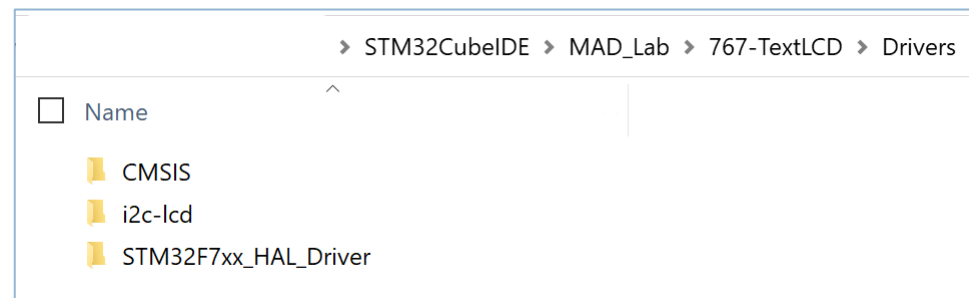 > STM32CubeIDE > MAD_Lab > 767-TextLCD > Drivers
Name
CMSIS
i2c-lcd
STM32F7xx_HAL_Driver